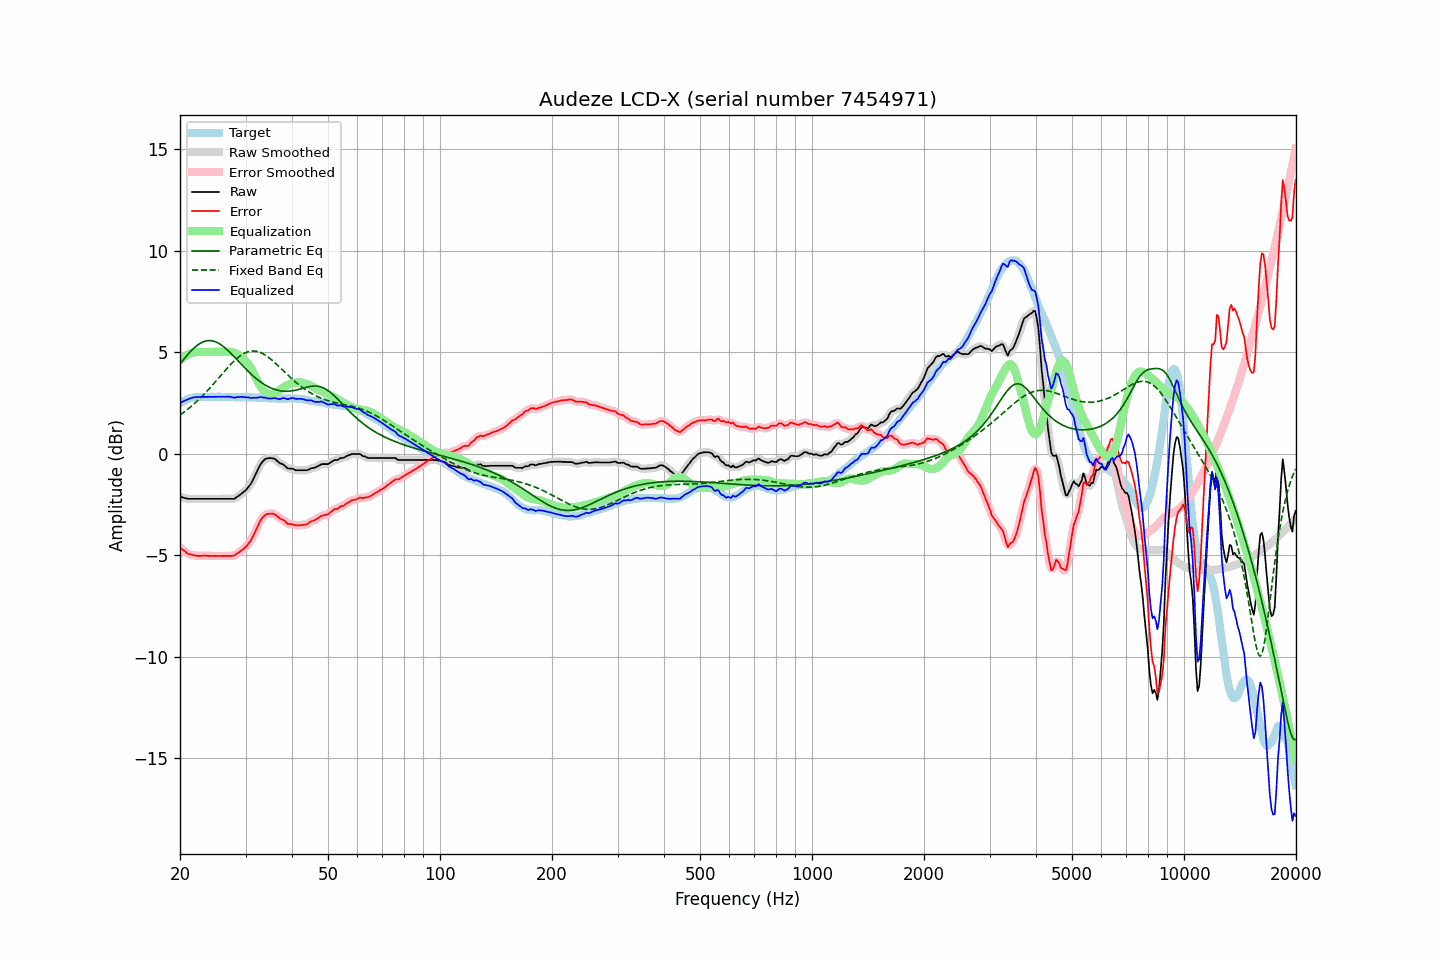 Audeze LCD-X (serial number 7454971)
Target
Raw Smoothed
Error Smoothed
Raw
Error
Equalization
Parametric Eq
Fixed Band Eq
Equalized
15
10
5
0
−5
−10
−15
Amplitude (dBr)
20
50
100
200
500
1000
2000
5000
10000
20000
Frequency (Hz)